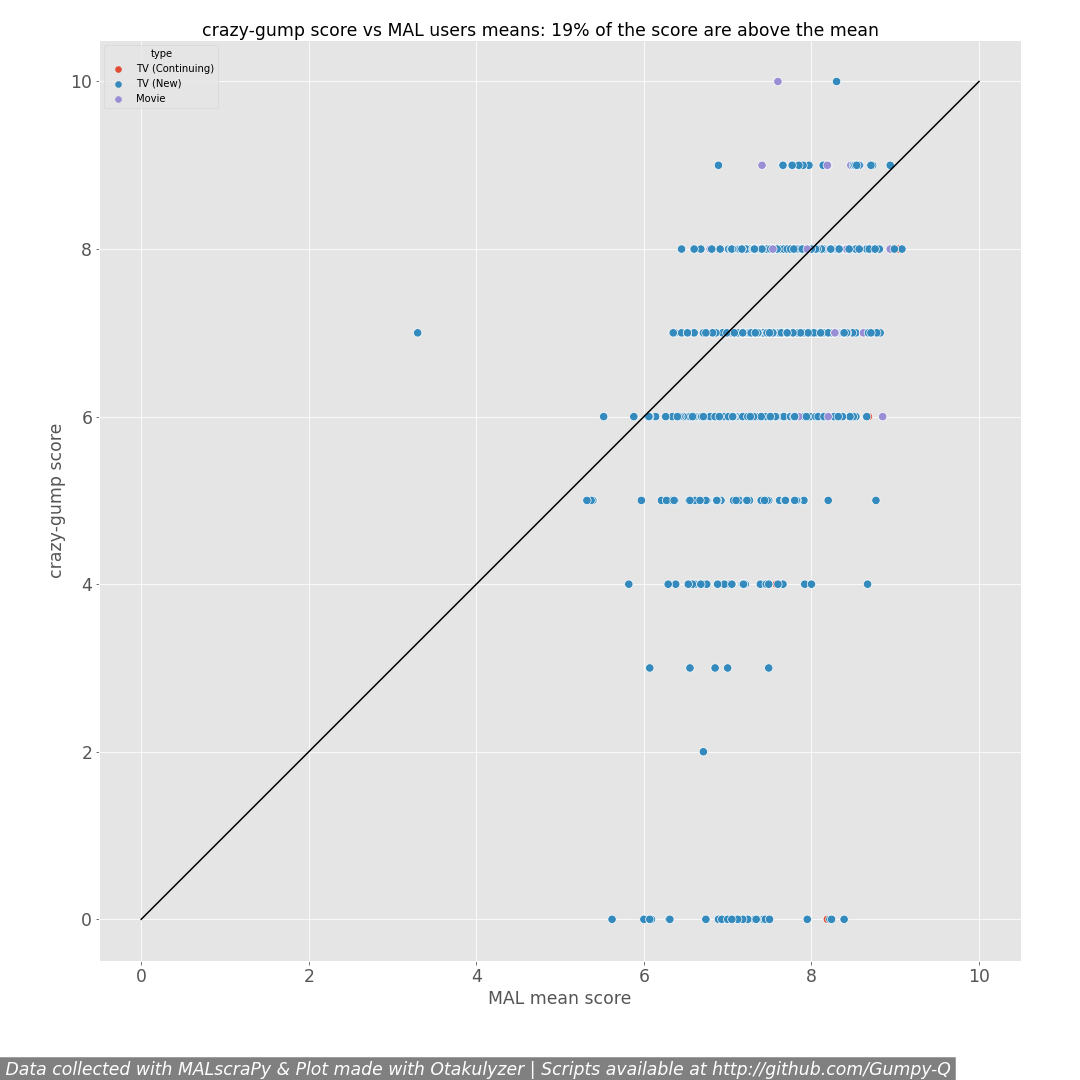 crazy-gump score vs MAL users means: 19% of the score are above the mean
type
TV (Continuing)
TV (New)
Movie
10
8
6
4
2
0
crazy-gump score
0 2 4 6 8 10
MAL mean score
Data collected with MALscraPy & Plot made with Otakulyzer | Scripts available at http://github.com/Gumpy-Q